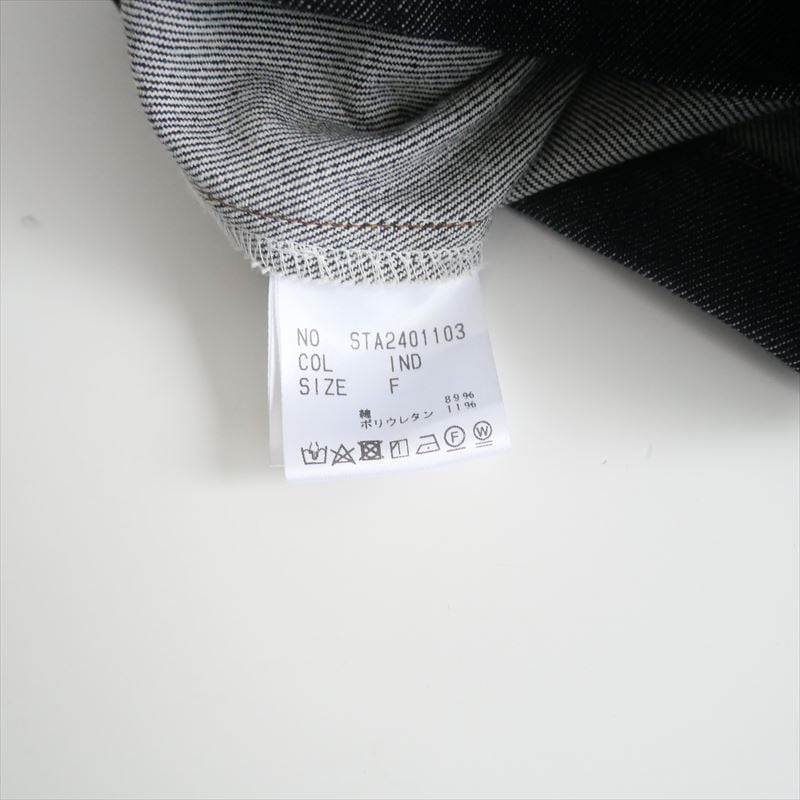 NO STA2401103
COL IND
SIZE F
綿 89%
ポリウレタン 11%
F W